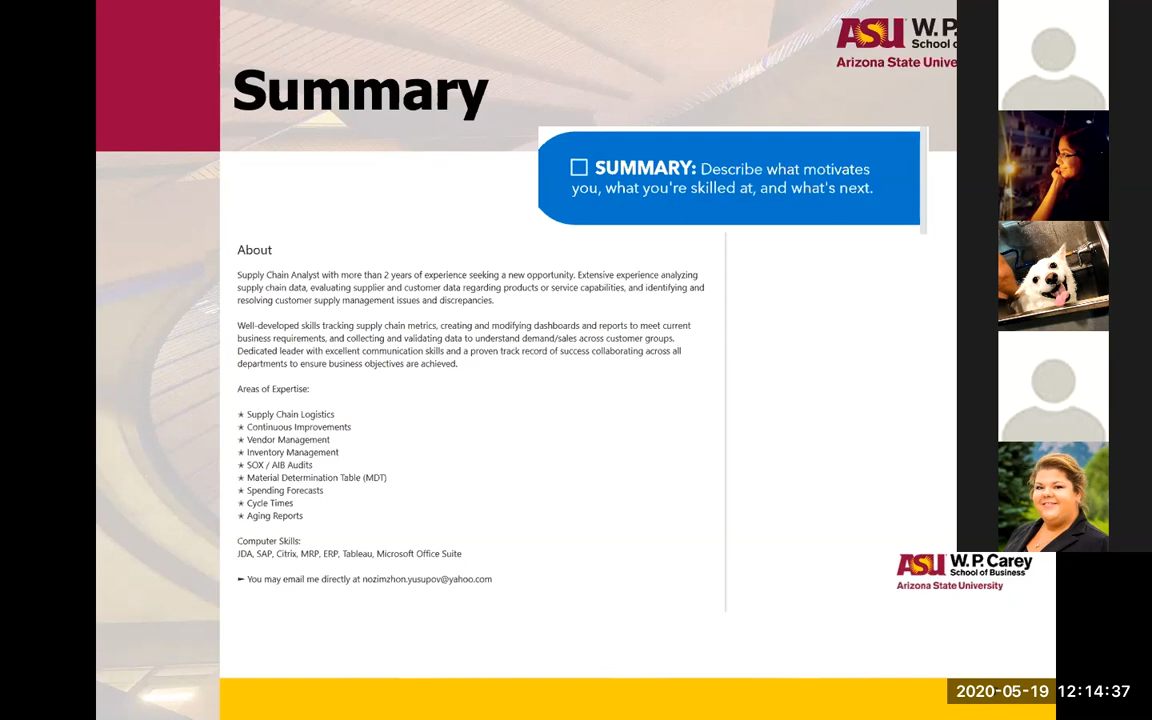 ASU W.P.
School
Arizona State Unive
Summary
SUMMARY: Describe what motivates
you, what you're skilled at, and what's next.
About
Supply Chain Analyst with more than 2 years of experience seeking a new opportunity. Extensive experience analyzing
supply chain data, evaluating supplier and customer data regarding products or service capabilities, and identifying and
resolving customer supply management issues and discrepancies.
Well-developed skills tracking supply chain metrics, creating and modifying dashboards and reports to meet current
business requirements, and collecting and validating data to understand demand/sales across customer groups.
Dedicated leader with excellent communication skills and a proven track record of success collaborating across all
departments to ensure business objectives are achieved.
Areas of Expertise:
★ Supply Chain Logistics
★ Continuous Improvements
★ Vendor Management
★ Inventory Management
★ SOX / AIB Audits
★ Material Determination Table (MDT)
★ Spending Forecasts
★ Cycle Times
★ Aging Reports
Computer Skills:
JDA, SAP, Citrix, MRP, ERP, Tableau, Microsoft Office Suite
► You may email me directly at nozimzhon.yusupov@yahoo.com
ASU W. P. Carey
School of Business
Arizona State University
2020-05-19 12:14:37